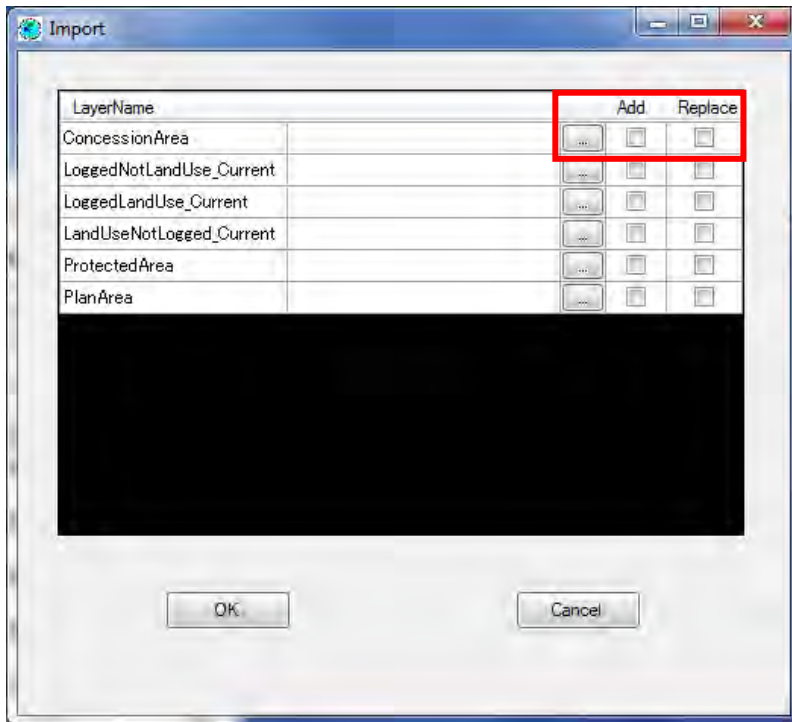 Import
LayerName Add Replace
ConcessionArea ...
LoggedNotLandUse_Current ...
LoggedLandUse_Current ...
LandUseNotLogged_Current ...
ProtectedArea ...
PlanArea ...
OK Cancel